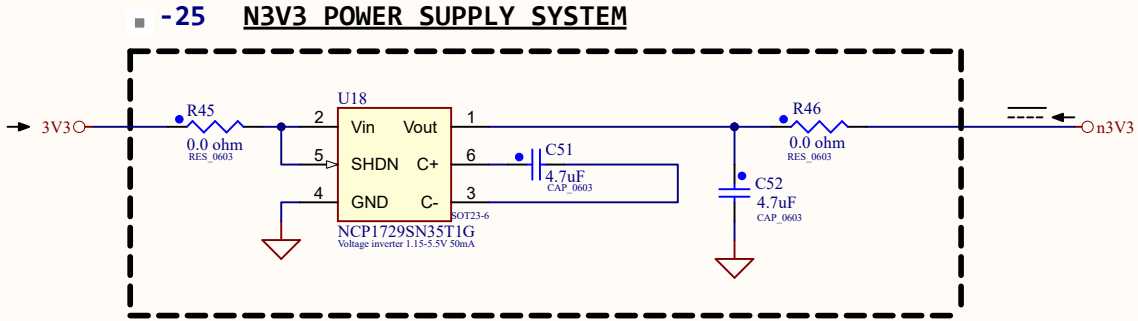 -25 N3V3 POWER SUPPLY SYSTEM
U18
R45
R46
3V3
2
Vin
Vout
1
n3V3
0.0 ohm
RES_0603
0.0 ohm
RES_0603
5
SHDN
C+
6
C51
4.7uF
CAP_0603
C52
4.7uF
CAP_0603
4
GND
C-
3
SOT23-6
NCP1729SN35T1G
Voltage inverter 1.15-5.5V 50mA